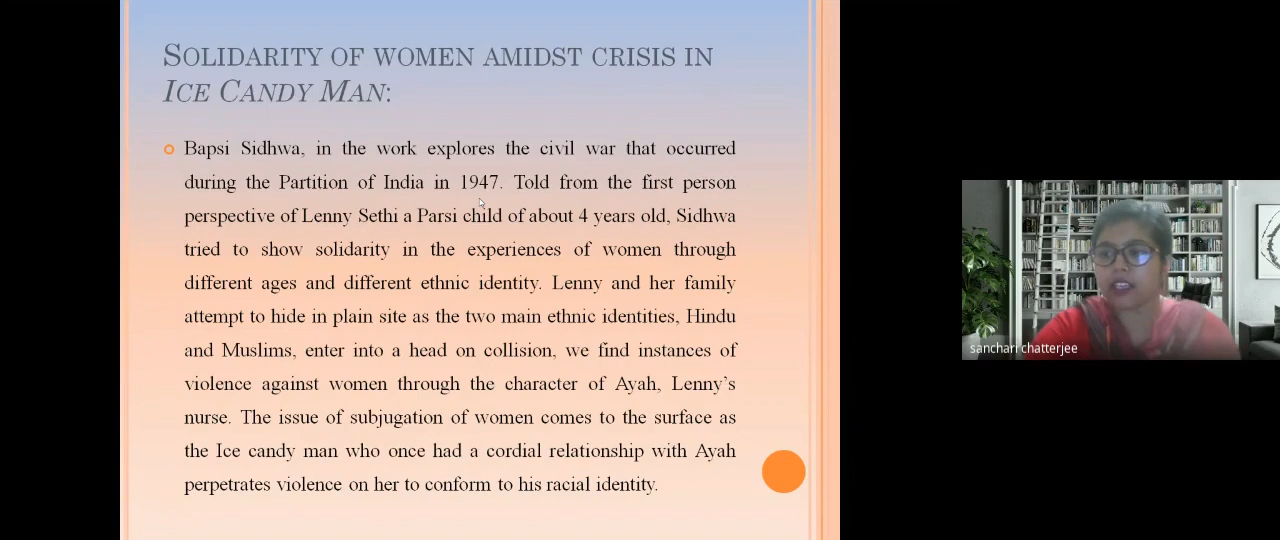 SOLIDARITY OF WOMEN AMIDST CRISIS IN
ICE CANDY MAN:
Bapsi Sidhwa, in the work explores the civil war that occurred
during the Partition of India in 1947. Told from the first person
perspective of Lenny Sethi a Parsi child of about 4 years old, Sidhwa
tried to show solidarity in the experiences of women through
different ages and different ethnic identity. Lenny and her family
attempt to hide in plain site as the two main ethnic identities, Hindu
and Muslims, enter into a head on collision, we find instances of
violence against women through the character of Ayah, Lenny's
nurse. The issue of subjugation of women comes to the surface as
the Ice candy man who once had a cordial relationship with Ayah
perpetrates violence on her to conform to his racial identity.
sanchari chatterjee